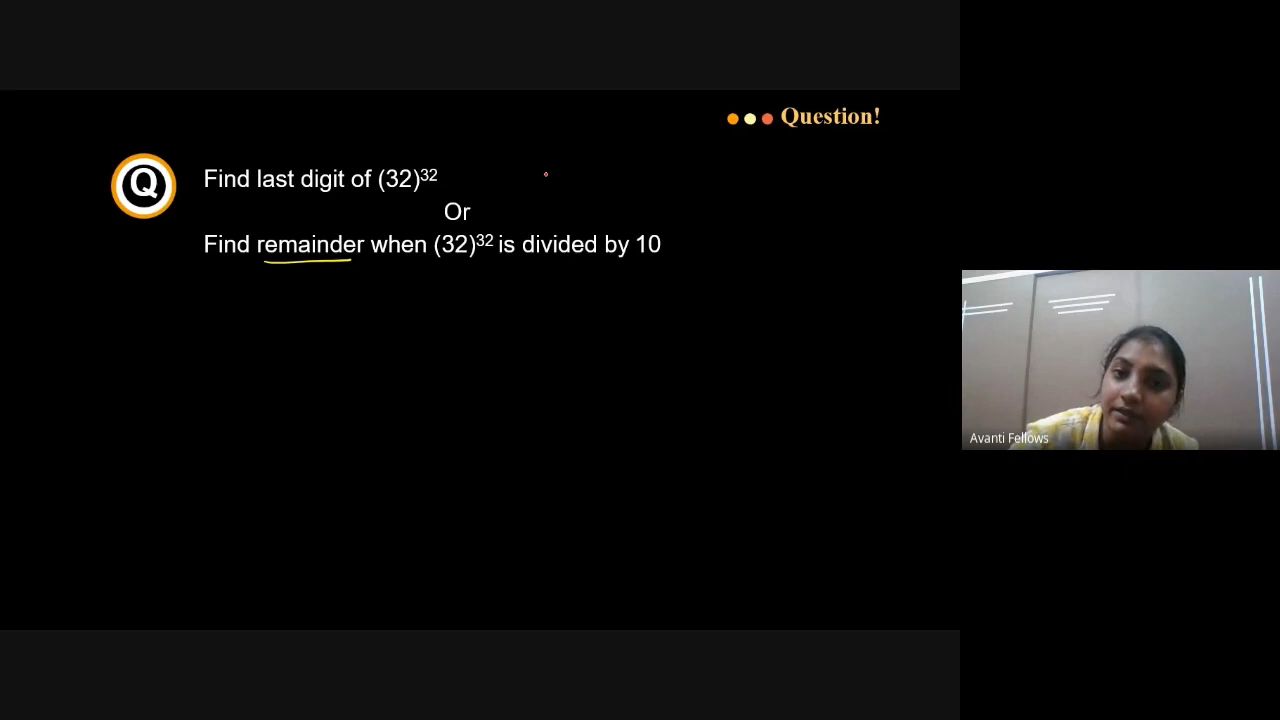 Question!
Q
Find last digit of (32)³²
Or
Find remainder when (32)³² is divided by 10
Avanti Fellows